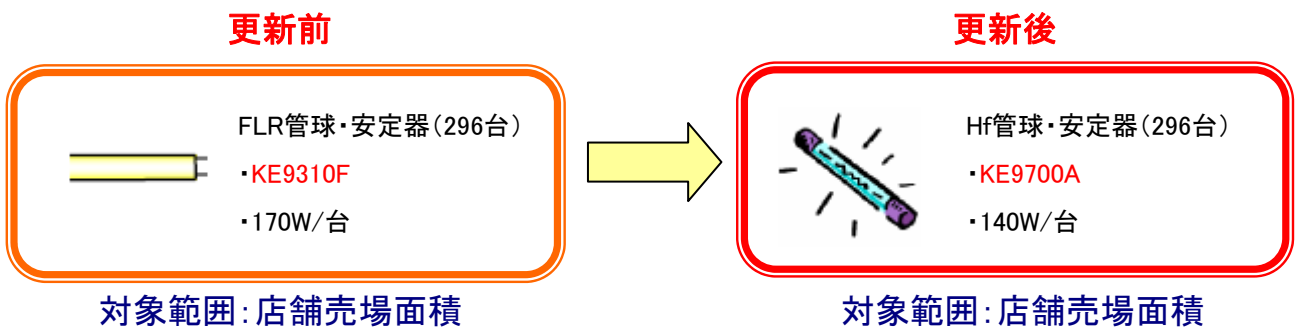 更新前
FLR管球・安定器(296台)
・KE9310F
・170W/台
対象範囲:店舗売場面積
更新後
Hf管球・安定器(296台)
・KE9700A
・140W/台
対象範囲:店舗売場面積